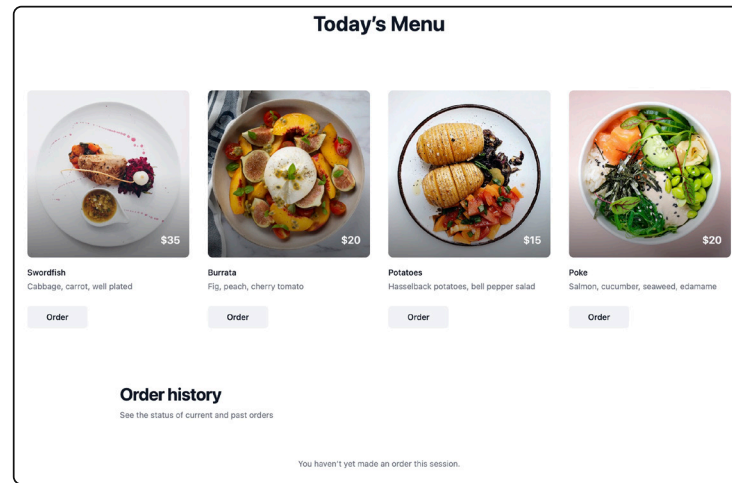 Today's Menu
$35
$20
$15
$20
Swordfish
Cabbage, carrot, well plated
Order
Burrata
Fig, peach, cherry tomato
Order
Potatoes
Hasselback potatoes, bell pepper salad
Order
Poke
Salmon, cucumber, seaweed, edamame
Order
Order history
See the status of current and past orders
You haven't yet made an order this session.